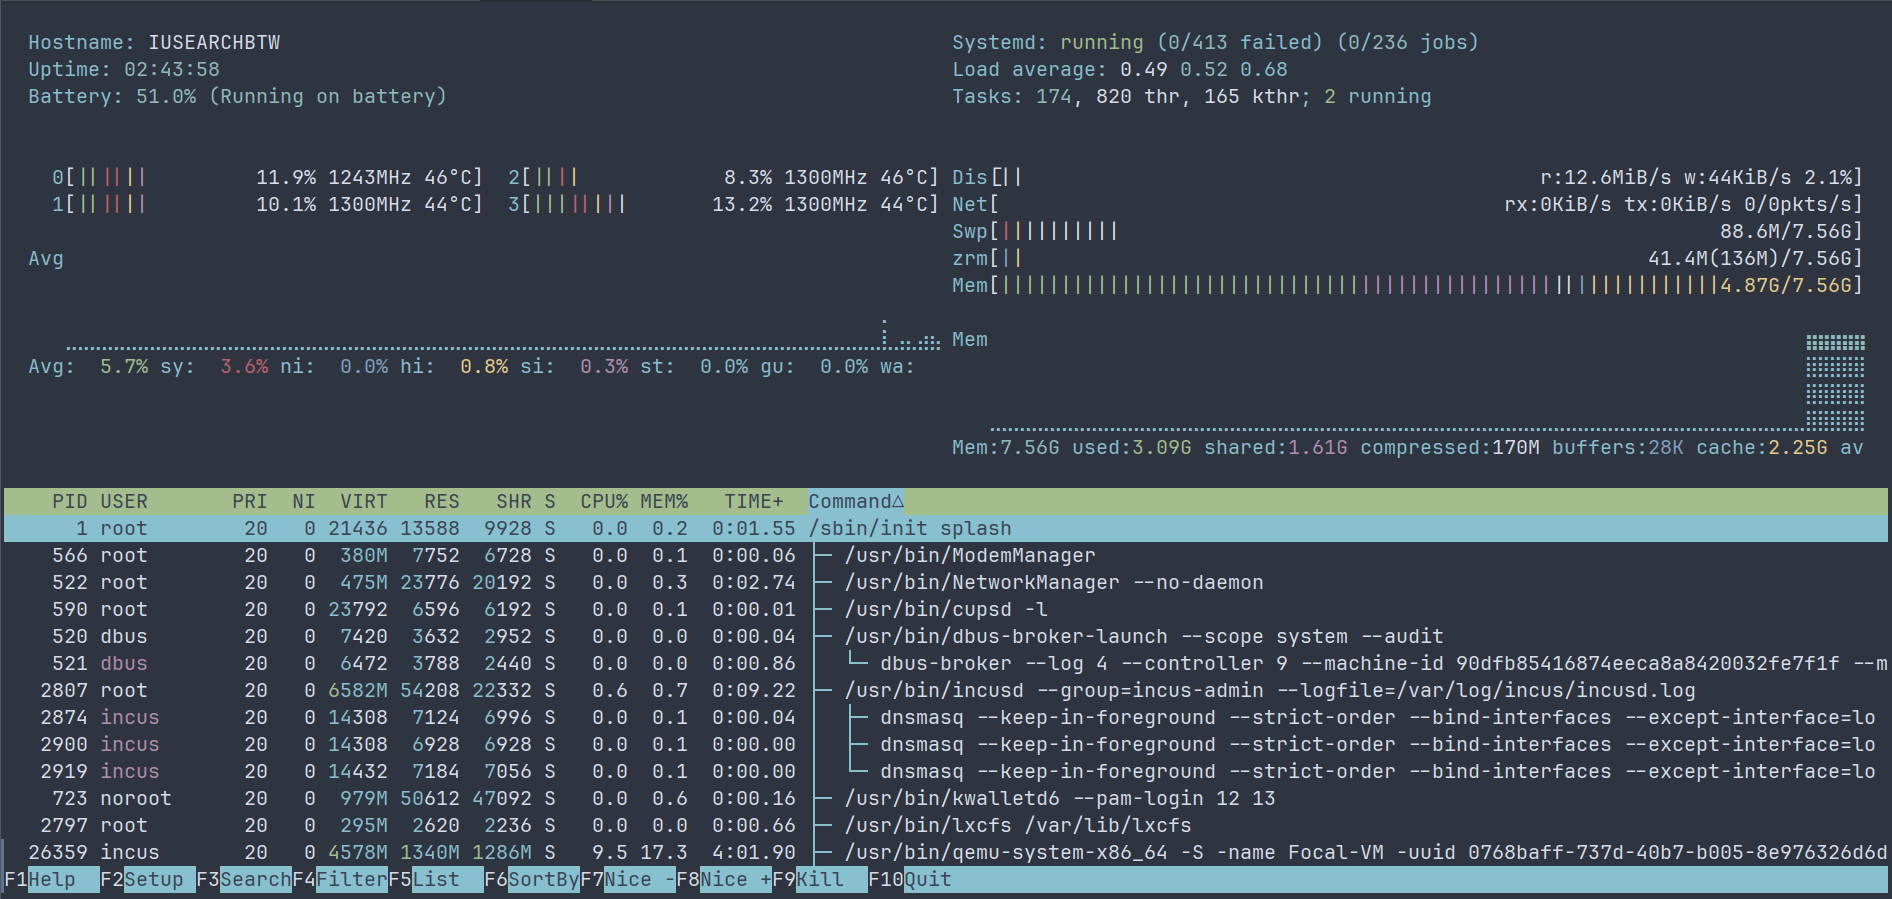 Hostname: IUSEARCHBTW
Uptime: 02:43:58
Battery: 51.0% (Running on battery)
Systemd: running (0/413 failed) (0/236 jobs)
Load average: 0.49 0.52 0.68
Tasks: 174, 820 thr, 165 kthr; 2 running
0[|||||| 11.9% 1243MHz 46°C] 2[|||| 8.3% 1300MHz 46°C]
1[|||||| 10.1% 1300MHz 44°C] 3[|||||||| 13.2% 1300MHz 44°C]
Avg
Avg: 5.7% sy: 3.6% ni: 0.0% hi: 0.8% si: 0.3% st: 0.0% gu: 0.0% wa:
Dis[|| r:12.6MiB/s w:44KiB/s 2.1%]
Net[ rx:0KiB/s tx:0KiB/s 0/0pkts/s]
Swp[|||||||||| 88.6M/7.56G]
zrm[|| 41.4M(136M)/7.56G]
Mem[||||||||||||||||||||||||||||||||||||||||||||||||||||||||||||4.87G/7.56G]
Mem
Mem:7.56G used:3.09G shared:1.61G compressed:170M buffers:28K cache:2.25G av
PID USER PRI NI VIRT RES SHR S CPU% MEM% TIME+ Command△
1 root 20 0 21436 13588 9928 S 0.0 0.2 0:01.55 /sbin/init splash
566 root 20 0 380M 7752 6728 S 0.0 0.1 0:00.06 ├─ /usr/bin/ModemManager
522 root 20 0 475M 23776 20192 S 0.0 0.3 0:02.74 ├─ /usr/bin/NetworkManager --no-daemon
590 root 20 0 23792 6596 6192 S 0.0 0.1 0:00.01 ├─ /usr/bin/cupsd -l
520 dbus 20 0 7420 3632 2952 S 0.0 0.0 0:00.04 ├─ /usr/bin/dbus-broker-launch --scope system --audit
521 dbus 20 0 6472 3788 2440 S 0.0 0.0 0:00.86 │ └─ dbus-broker --log 4 --controller 9 --machine-id 90dfb85416874eeca8a8420032fe7f1f --m
2807 root 20 0 6582M 54208 22332 S 0.6 0.7 0:09.22 ├─ /usr/bin/incusd --group=incus-admin --logfile=/var/log/incus/incusd.log
2874 incus 20 0 14308 7124 6996 S 0.0 0.1 0:00.04 │ ├─ dnsmasq --keep-in-foreground --strict-order --bind-interfaces --except-interface=lo
2900 incus 20 0 14308 6928 6928 S 0.0 0.1 0:00.00 │ ├─ dnsmasq --keep-in-foreground --strict-order --bind-interfaces --except-interface=lo
2919 incus 20 0 14432 7184 7056 S 0.0 0.1 0:00.00 │ └─ dnsmasq --keep-in-foreground --strict-order --bind-interfaces --except-interface=lo
723 noroot 20 0 979M 50612 47092 S 0.0 0.6 0:00.16 ├─ /usr/bin/kwalletd6 --pam-login 12 13
2797 root 20 0 295M 2620 2236 S 0.0 0.0 0:00.66 ├─ /usr/bin/lxcfs /var/lib/lxcfs
26359 incus 20 0 4578M 1340M 1286M S 9.5 17.3 4:01.90 ├─ /usr/bin/qemu-system-x86_64 -S -name Focal-VM -uuid 0768baff-737d-40b7-b005-8e976326d6d
F1Help F2Setup F3SearchF4FilterF5List F6SortByF7Nice -F8Nice +F9Kill F10Quit